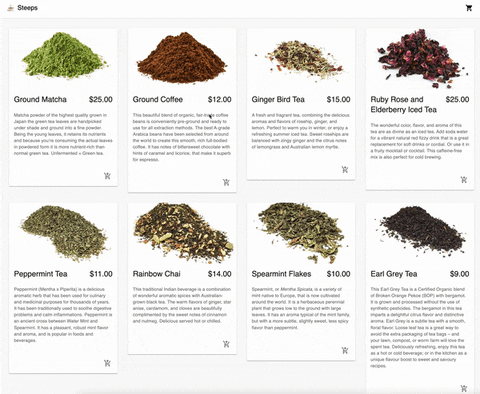 Steeps
Ground Matcha $25.00
Matcha powder of the highest quality grown in
Japan the green tea leaves are handpicked
under shade and ground into a fine powder.
Being the young leaves, it retains its nutrients
and because you're consuming the actual leaves
in powdered form it is more nutrient-rich than
normal green tea. Unfermented = Green tea.
Ground Coffee $12.00
This beautiful blend of organic, fair trade coffee
beans is conveniently pre-ground and ready to
use for all extraction methods. The best A-grade
Arabica beans have been selected from around
the world to create this smooth, rich full-bodied
coffee. It has notes of bittersweet chocolate with
hints of caramel and licorice, that make it superb
for espresso.
Ginger Bird Tea $15.00
A fresh and fragrant tea, combining the delicious
aromas and flavors of rosehip, ginger, and
lemon. Perfect to warm you in winter, or enjoy a
refreshing summer iced tea. Sweet rosehips are
balanced with zingy ginger and the citrus notes
of lemongrass and Australian lemon myrtle.
Ruby Rose and
Elderberry Iced Tea
$25.00
The wonderful color, flavor, and aroma of this
tea are as divine as an iced tea. Add soda water
for a vibrant natural red fizzy drink that is a great
replacement for soft drinks or cordial. Or use it
in a fruity mocktail or cocktail. This caffeine-free
mix is also perfect for cold brewing.
Peppermint Tea $11.00
Peppermint (Mentha x Piperita) is a delicious
aromatic herb that has been used for culinary
and medicinal purposes for thousands of years.
It has been traditionally used to soothe digestive
problems and calm inflammations. Peppermint is
an ancient cross between Water Mint and
Spearmint. It has a pleasant, robust mint flavor
and aroma, and is popular in foods and
beverages.
Rainbow Chai $14.00
The traditional Indian beverage is a combination
of wonderful aromatic spices with Australian-
grown black tea. The warm flavors of ginger, star
anise, cardamom, and cloves are beautifully
complimented by the sweet notes of cinnamon
and nutmeg. Delicious served hot or chilled.
Spearmint Flakes $10.00
Spearmint, or Mentha Spicata, is a variety of
mint native to Europe, that is now cultivated
around the world. It is a herbaceous perennial
plant that grows low to the ground with large
leaves. It has an aroma typical of the mint family,
but with a more subtle, slightly sweet, less spicy
flavor than peppermint.
Earl Grey Tea $9.00
This Earl Grey Tea is a Certified Organic blend
of Broken Orange Pekoe (BOP) with bergamot.
It is grown and processed without the use of
synthetic pesticides. The bergamot in this tea
imparts a delightful citrus flavor and distinctive
aroma. Earl Grey is a subtle tea with a smooth,
floral flavor. Loose leaf tea is a great way to
avoid the extra packaging of tea bags – and
your lawn, compost, or worm farm will love the
spent tea. Deliciously refreshing, enjoy this tea
as a hot or cold beverage; or in the kitchen as a
unique flavour boost to sweet and savoury
recipes.